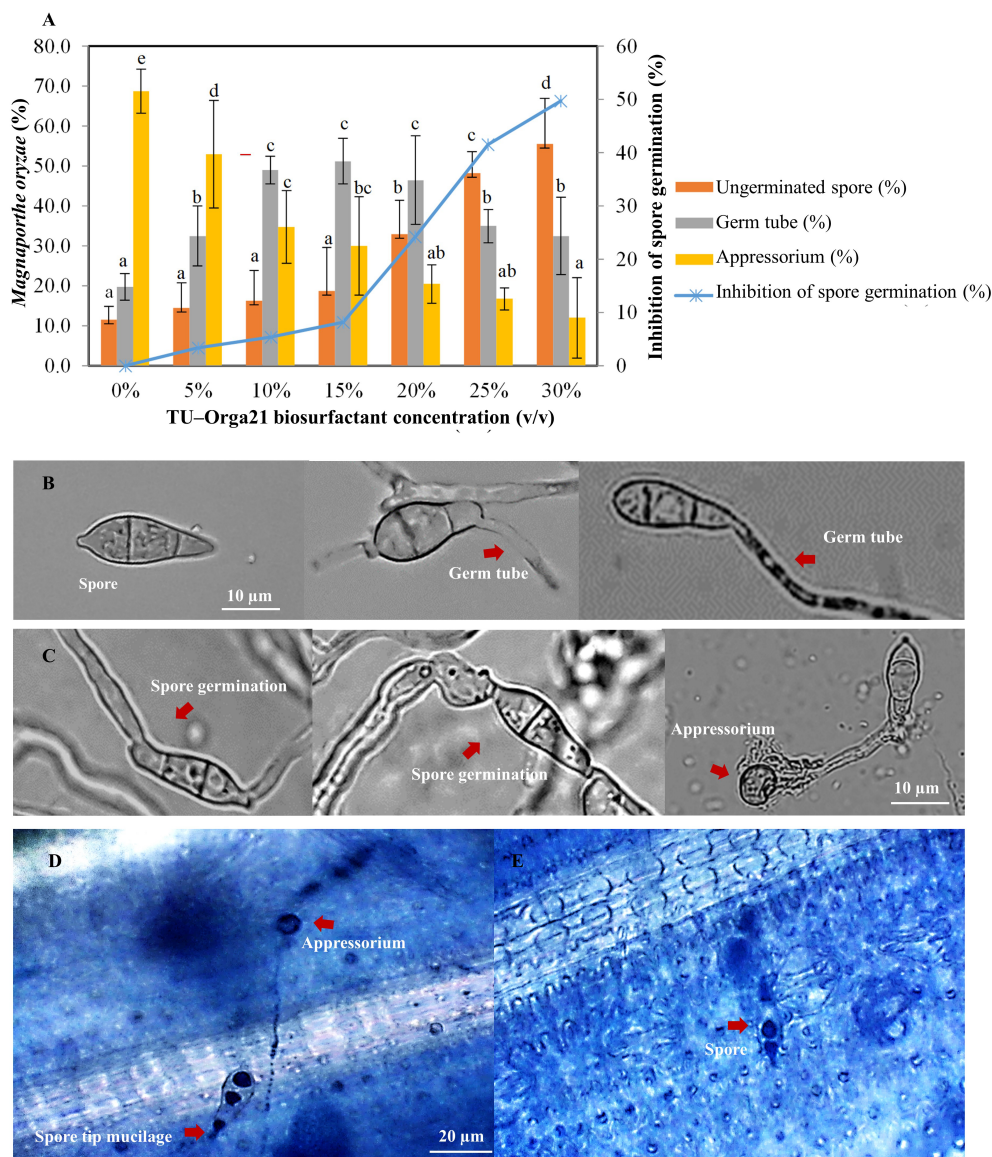 A
80.0
70.0
60.0
50.0
40.0
30.0
20.0
10.0
0.0
Magnaporthe oryzae (%)
60
50
40
30
20
10
0
Inhibition of spore germination (%)
a a e
a b d
a c c
a c bc
b c ab
c b ab
d b a
0% 5% 10% 15% 20% 25% 30%
TU–Orga21 biosurfactant concentration (v/v)
Ungerminated spore (%)
Germ tube (%)
Appressorium (%)
Inhibition of spore germination (%)
B
Spore
10 µm
Germ tube
Germ tube
C
Spore germination
Spore germination
Appressorium
10 µm
D
Appressorium
Spore tip mucilage
20 µm
E
Spore